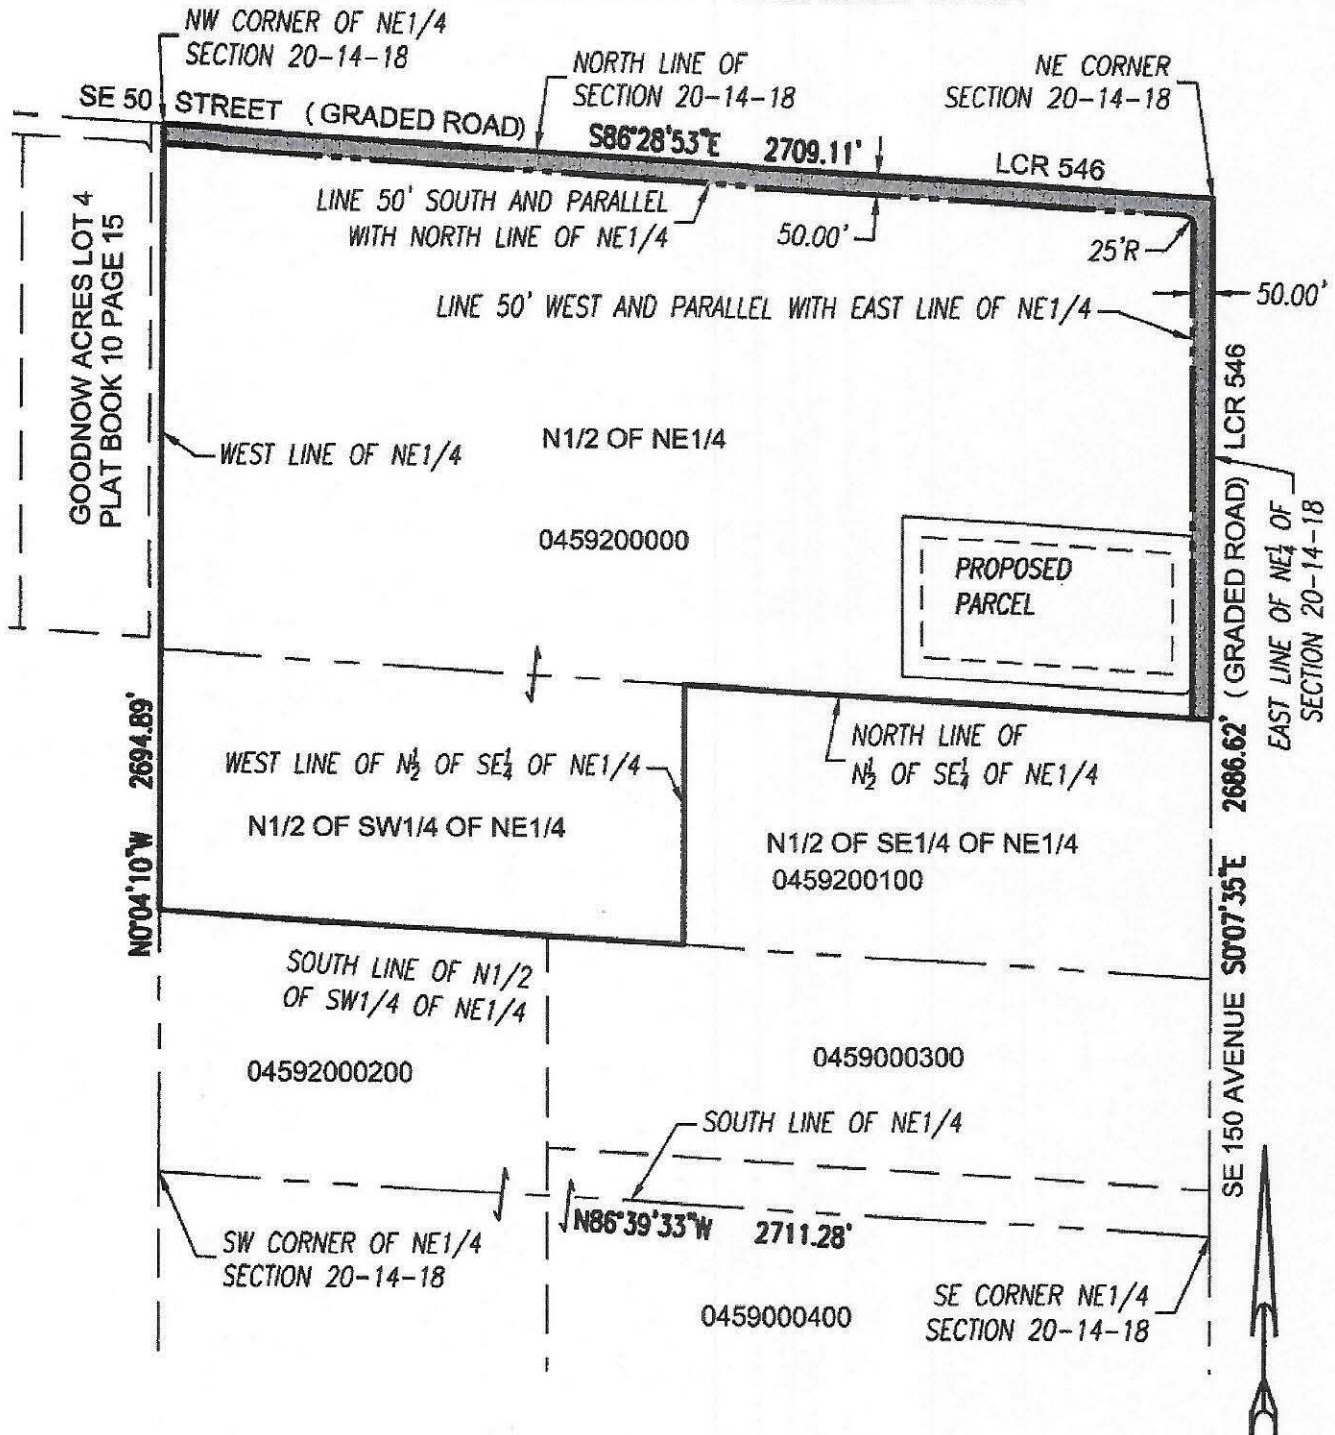 NW CORNER OF NE1/4
SECTION 20-14-18
NORTH LINE OF
SECTION 20-14-18
NE CORNER
SECTION 20-14-18
SE 50 STREET (GRADED ROAD)
S86°28'53"E 2709.11'
LCR 546
LINE 50' SOUTH AND PARALLEL
WITH NORTH LINE OF NE1/4
50.00'
25'R
50.00'
LINE 50' WEST AND PARALLEL WITH EAST LINE OF NE1/4
GOODNOW ACRES LOT 4
PLAT BOOK 10 PAGE 15
WEST LINE OF NE1/4
N1/2 OF NE1/4
0459200000
PROPOSED
PARCEL
SE 150 AVENUE S0°07'35"E 2686.62' (GRADED ROAD) LCR 546
EAST LINE OF NE1/4 OF
SECTION 20-14-18
N0°04'10"W 2694.89'
WEST LINE OF N1/2 OF SE1/4 OF NE1/4
NORTH LINE OF
N1/2 OF SE1/4 OF NE1/4
N1/2 OF SW1/4 OF NE1/4
N1/2 OF SE1/4 OF NE1/4
0459200100
SOUTH LINE OF N1/2
OF SW1/4 OF NE1/4
04592000200
0459000300
SOUTH LINE OF NE1/4
N86°39'33"W 2711.28'
SW CORNER OF NE1/4
SECTION 20-14-18
0459000400
SE CORNER NE1/4
SECTION 20-14-18